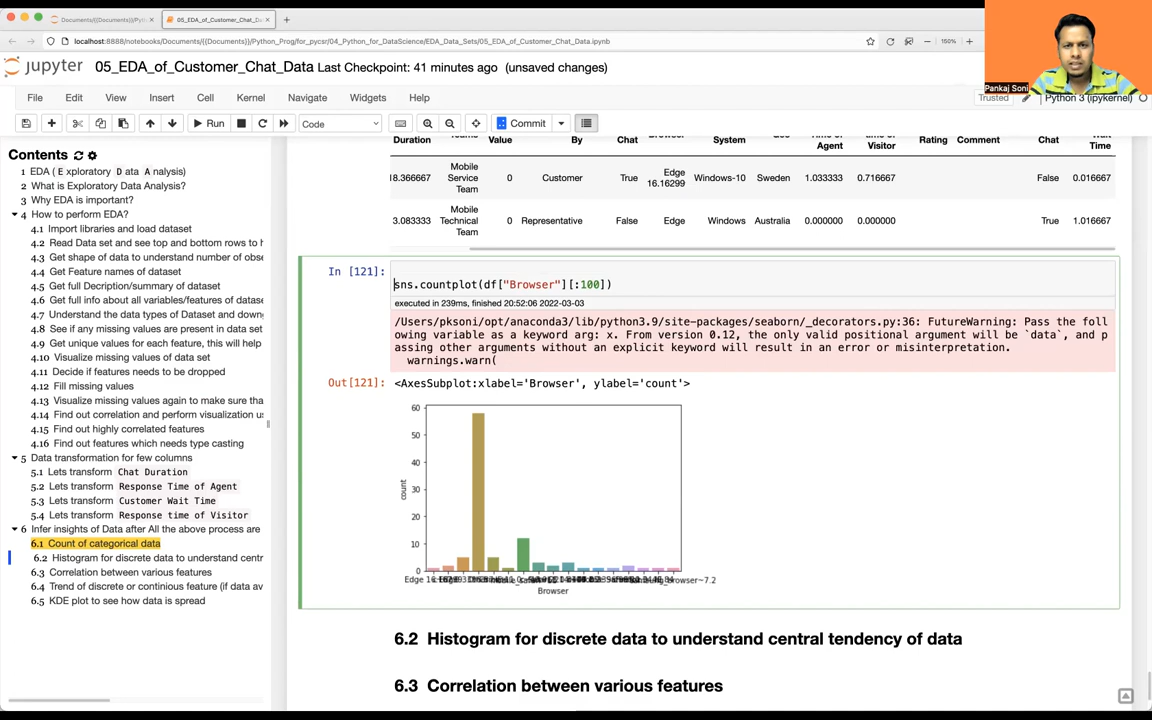 Documents/{{Documents}}/Pyth
05_EDA_of_Customer_Chat_Da
localhost:8888/notebooks/Documents/{{Documents}}/Python_Prog/for_pycsr/04_Python_for_DataScience/EDA_Data_Sets/05_EDA_of_Customer_Chat_Data.ipynb
150%
Pankaj Soni
jupyter 05_EDA_of_Customer_Chat_Data Last Checkpoint: 41 minutes ago (unsaved changes)
File Edit View Insert Cell Kernel Navigate Widgets Help
Trusted Python 3 (ipykernel)
Run Code Commit
Contents
1 EDA ( E xploratory D ata A nalysis)
2 What is Exploratory Data Analysis?
3 Why EDA is important?
4 How to perform EDA?
4.1 Import libraries and load dataset
4.2 Read Data set and see top and bottom rows to h
4.3 Get shape of data to understand number of obse
4.4 Get Feature names of dataset
4.5 Get full Decription/summary of dataset
4.6 Get full info about all variables/features of datase
4.7 Understand the data types of Dataset and down
4.8 See if any missing values are present in data set
4.9 Get unique values for each feature, this will help
4.10 Visualize missing values of data set
4.11 Decide if features needs to be dropped
4.12 Fill missing values
4.13 Visualize missing values again to make sure tha
4.14 Find out correlation and perform visualization u
4.15 Find out highly correlated features
4.16 Find out features which needs type casting
5 Data transformation for few columns
5.1 Lets transform Chat Duration
5.2 Lets transform Response Time of Agent
5.3 Lets transform Customer Wait Time
5.4 Lets transform Response time of Visitor
6 Infer insights of Data after All the above process are
6.1 Count of categorical data
6.2 Histogram for discrete data to understand centr
6.3 Correlation between various features
6.4 Trend of discrete or continious feature (if data av
6.5 KDE plot to see how data is spread
Duration Value By Chat System Agent Visitor Rating Comment Chat Time
18.366667 Mobile Service Team 0 Customer True Edge 16.16299 Windows-10 Sweden 1.033333 0.716667 False 0.016667
3.083333 Mobile Technical Team 0 Representative False Edge Windows Australia 0.000000 0.000000 True 1.016667
In [121]:
sns.countplot(df["Browser"][:100])
executed in 239ms, finished 20:52:06 2022-03-03
/Users/pksoni/opt/anaconda3/lib/python3.9/site-packages/seaborn/_decorators.py:36: FutureWarning: Pass the foll
owing variable as a keyword arg: x. From version 0.12, the only valid positional argument will be `data`, and p
assing other arguments without an explicit keyword will result in an error or misinterpretation.
warnings.warn(
Out[121]: <AxesSubplot:xlabel='Browser', ylabel='count'>
60
50
40
30
20
10
0
count
Browser
6.2 Histogram for discrete data to understand central tendency of data
6.3 Correlation between various features